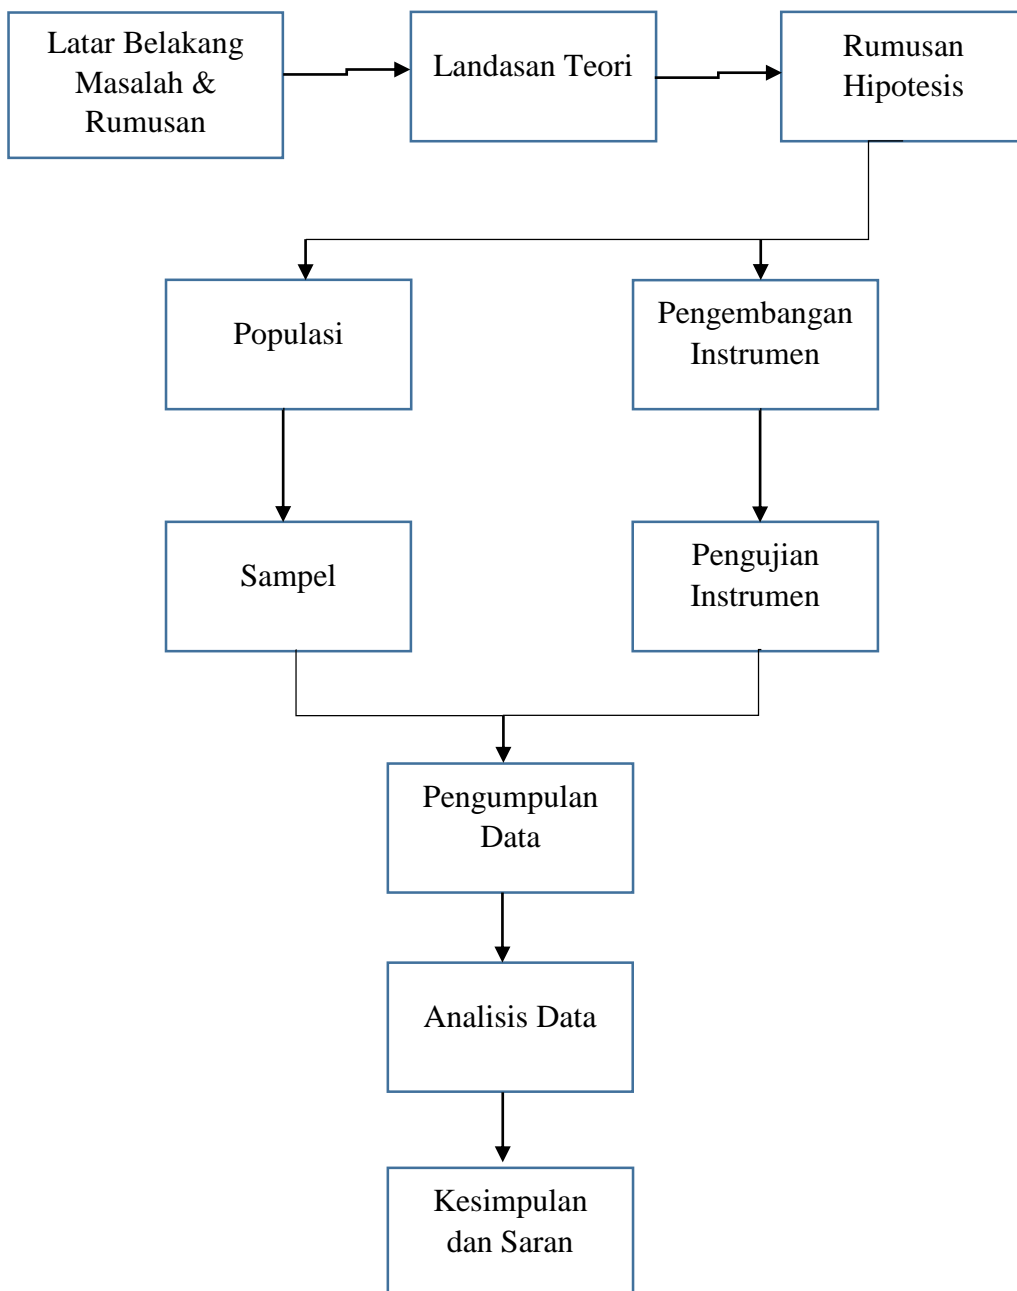 Latar Belakang
Masalah &
Rumusan
Landasan Teori
Rumusan
Hipotesis
Populasi
Pengembangan
Instrumen
Sampel
Pengujian
Instrumen
Pengumpulan
Data
Analisis Data
Kesimpulan
dan Saran